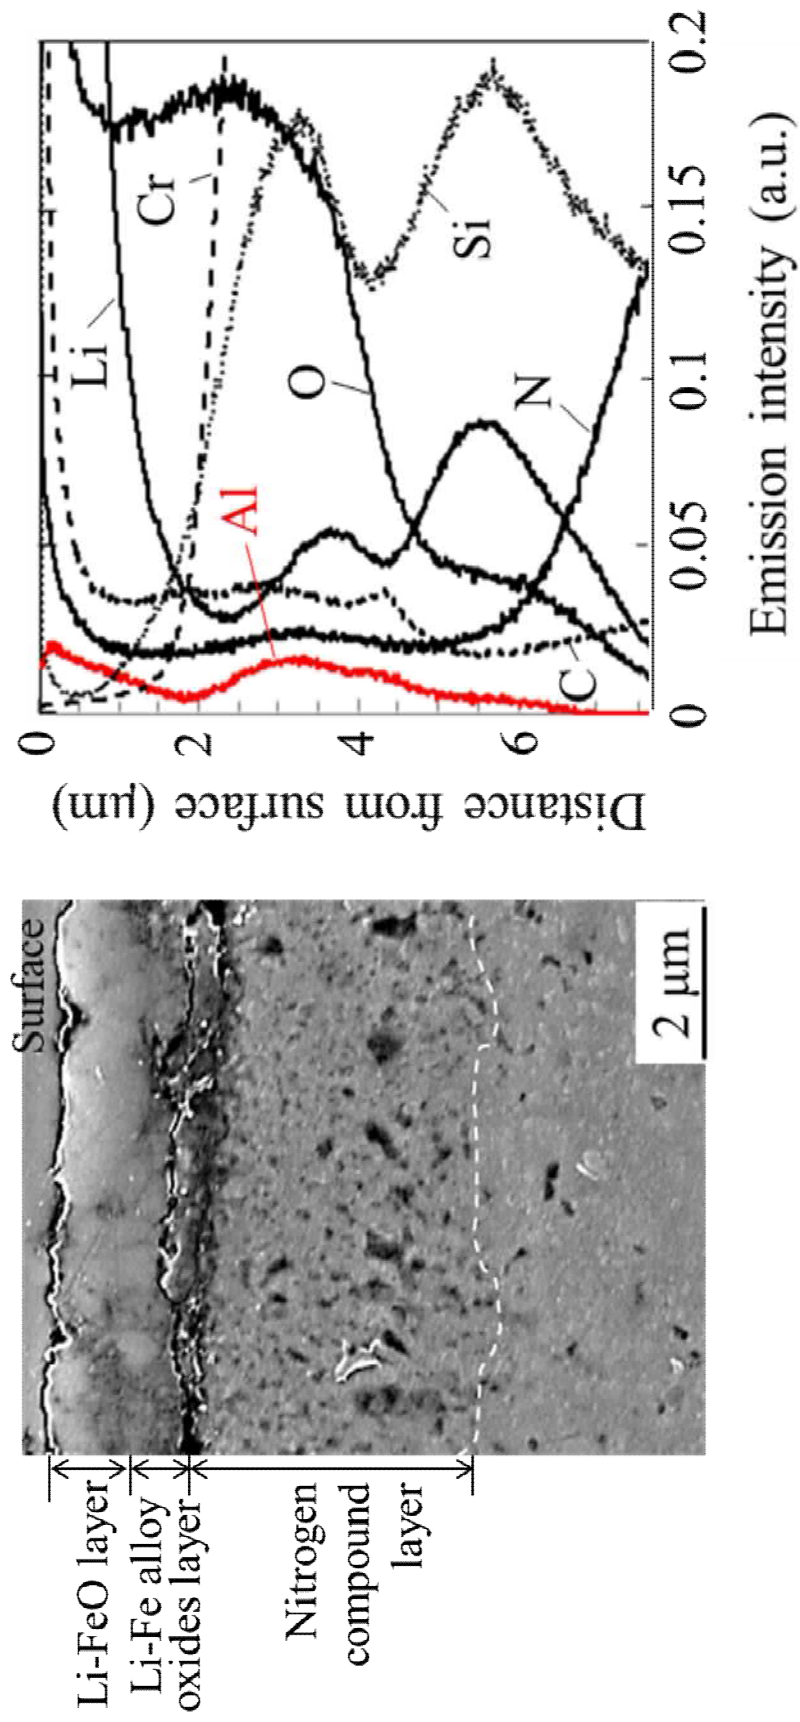 Li-FeO layer
Li-Fe alloy
oxides layer
Nitrogen
compound
layer
Surface
2 μm
Distance from surface (μm)
0
2
4
6
Li
Cr
Al
O
Si
N
C
0
0.05
0.1
0.15
0.2
Emission intensity (a.u.)